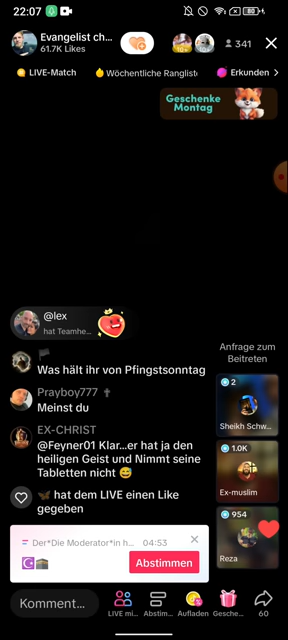 22:07
80
Evangelist ch...
61.7K Likes
341
LIVE-Match
Wöchentliche Rangliste
Erkunden
Geschenke
Montag
@lex
hat Teamhe...
Was hält ihr von Pfingstsonntag
Prayboy777 ✝
Meinst du
EX-CHRIST
@Feyner01 Klar...er hat ja den
heiligen Geist und Nimmt seine
Tabletten nicht 😅
🦋 hat dem LIVE einen Like
gegeben
Anfrage zum
Beitreten
2
Sheikh Schw...
1.0K
Ex-muslim
954
Reza
Der*Die Moderator*in h...
04:53
☪️🕋
Abstimmen
Komment...
LIVE mi...
Abstim...
Aufladen
Gesche...
60